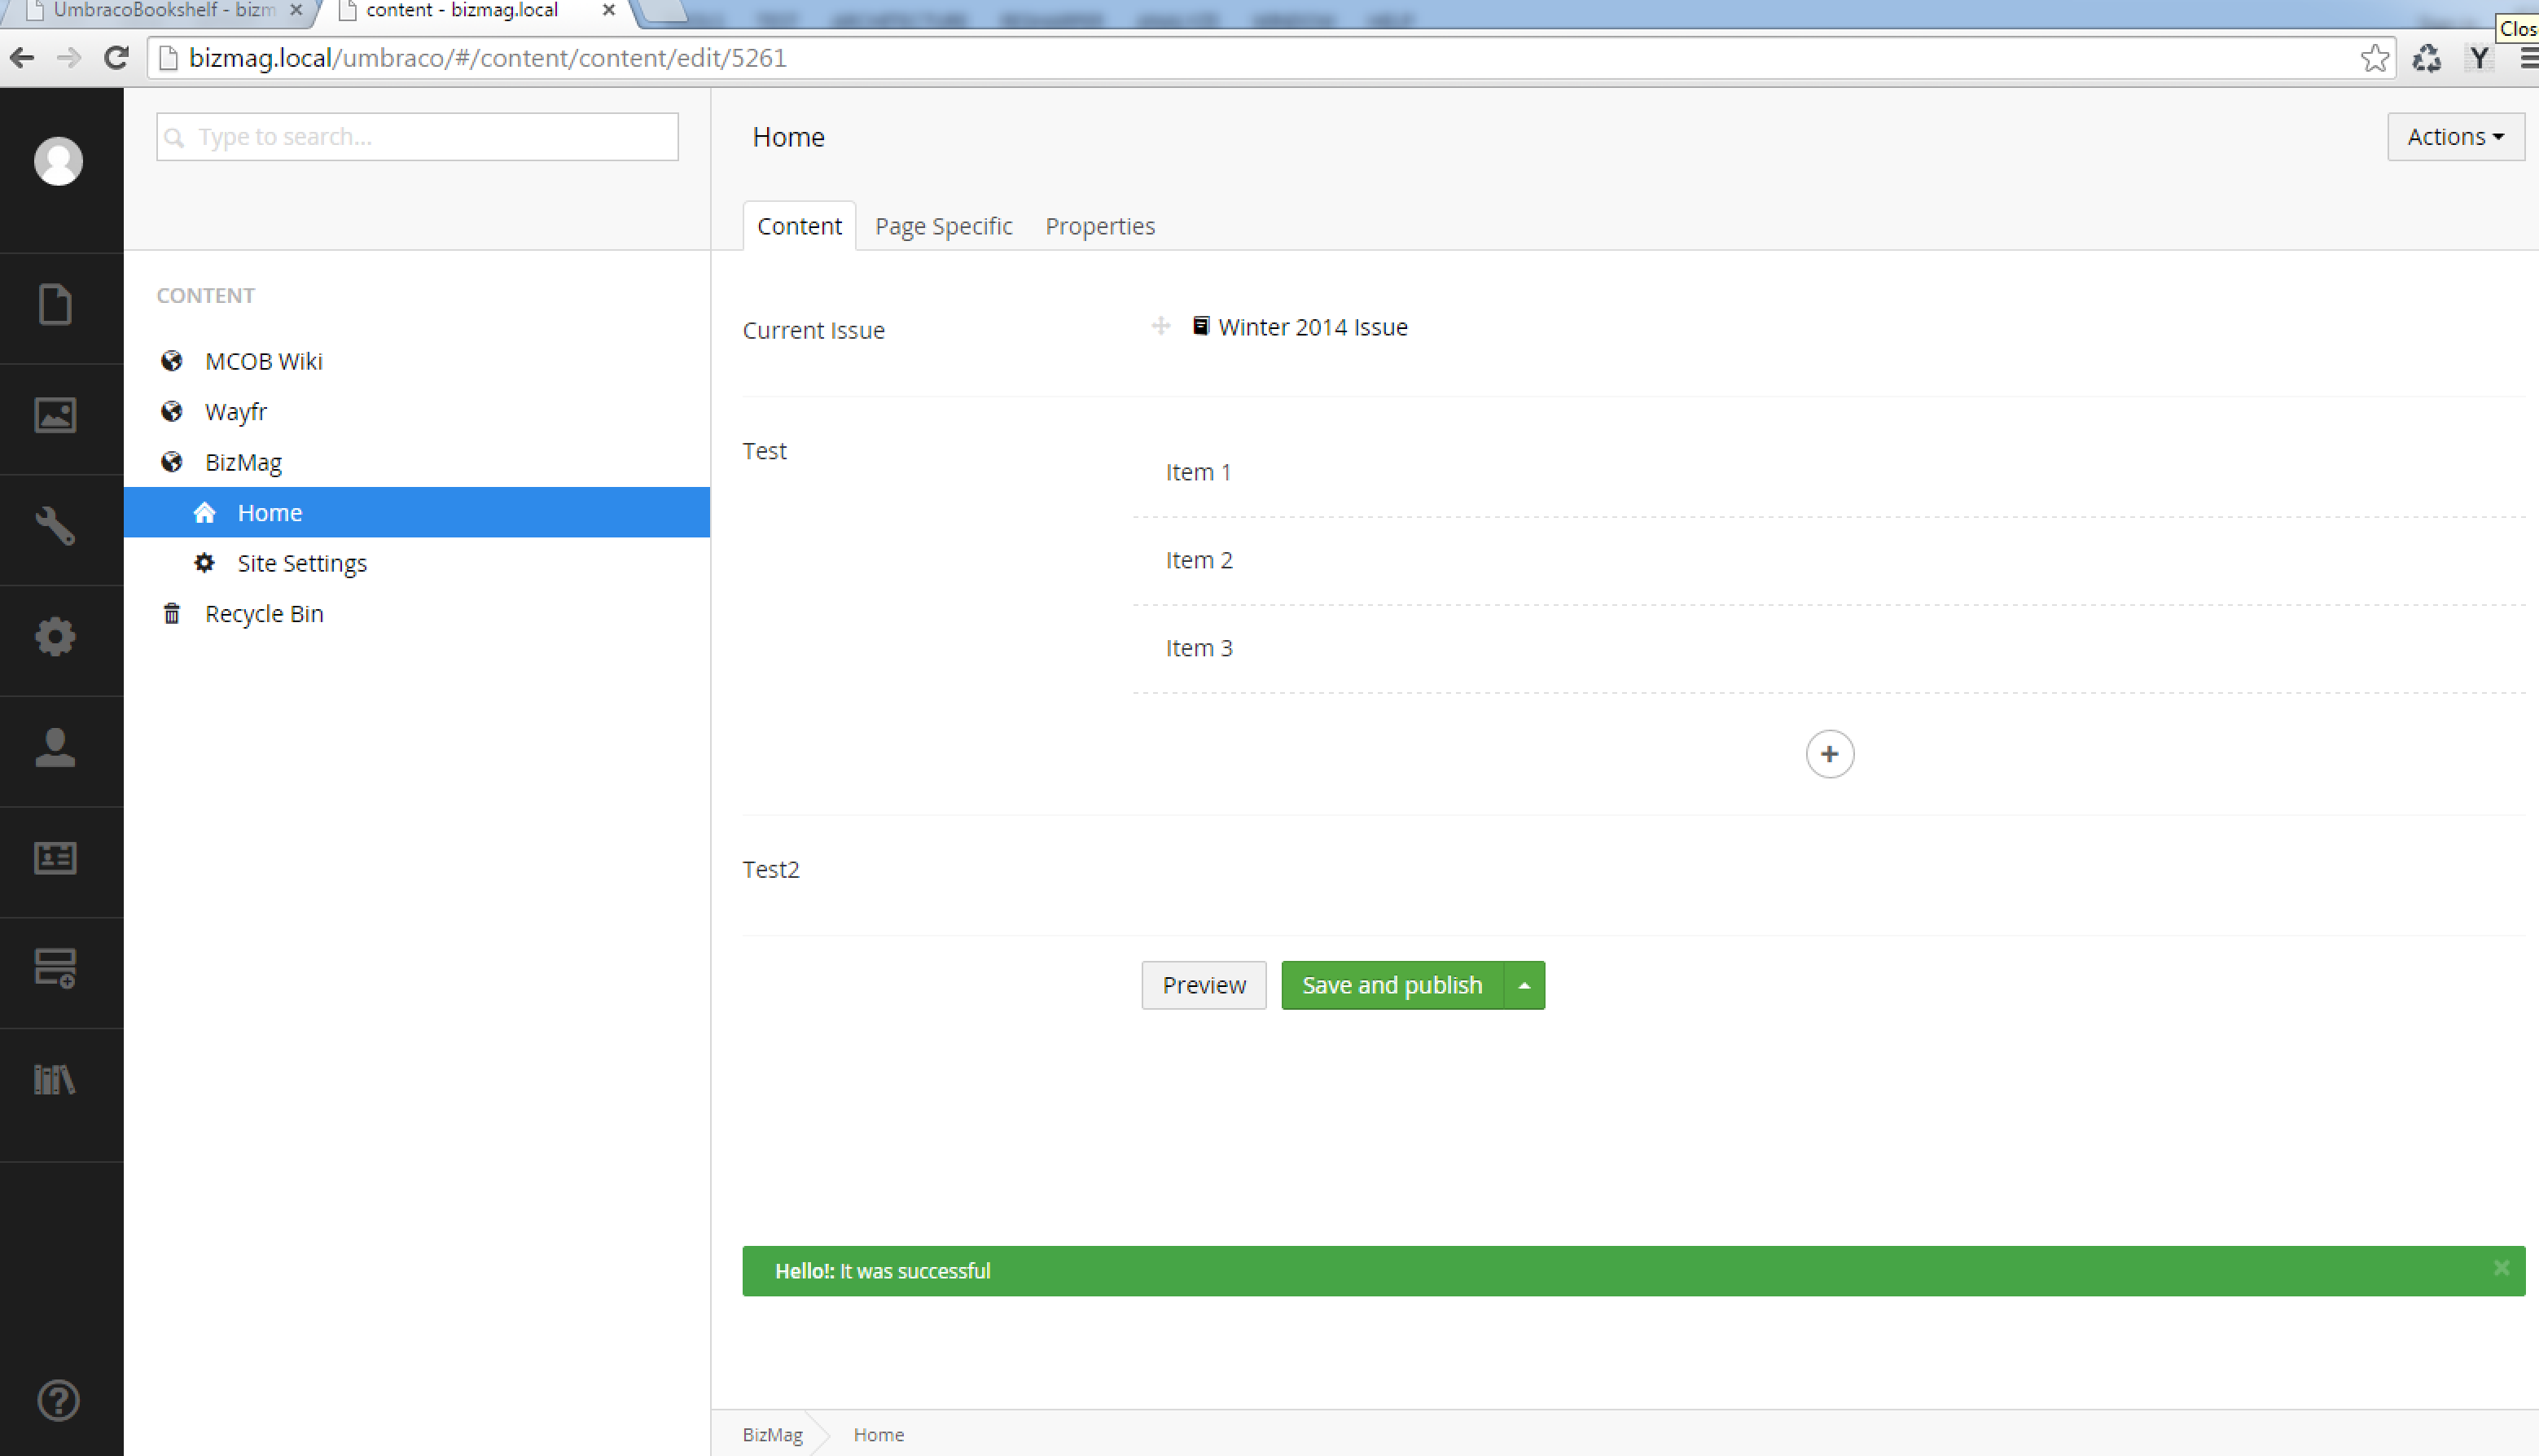 UmbracoBookshelf - bizm
content - bizmag.local
Clos
bizmag.local/umbraco/#/content/content/edit/5261
Type to search...
Home
Actions
Content
Page Specific
Properties
CONTENT
MCOB Wiki
Wayfr
BizMag
Home
Site Settings
Recycle Bin
Current Issue
Winter 2014 Issue
Test
Item 1
Item 2
Item 3
Test2
Preview
Save and publish
Hello!: It was successful
BizMag
Home